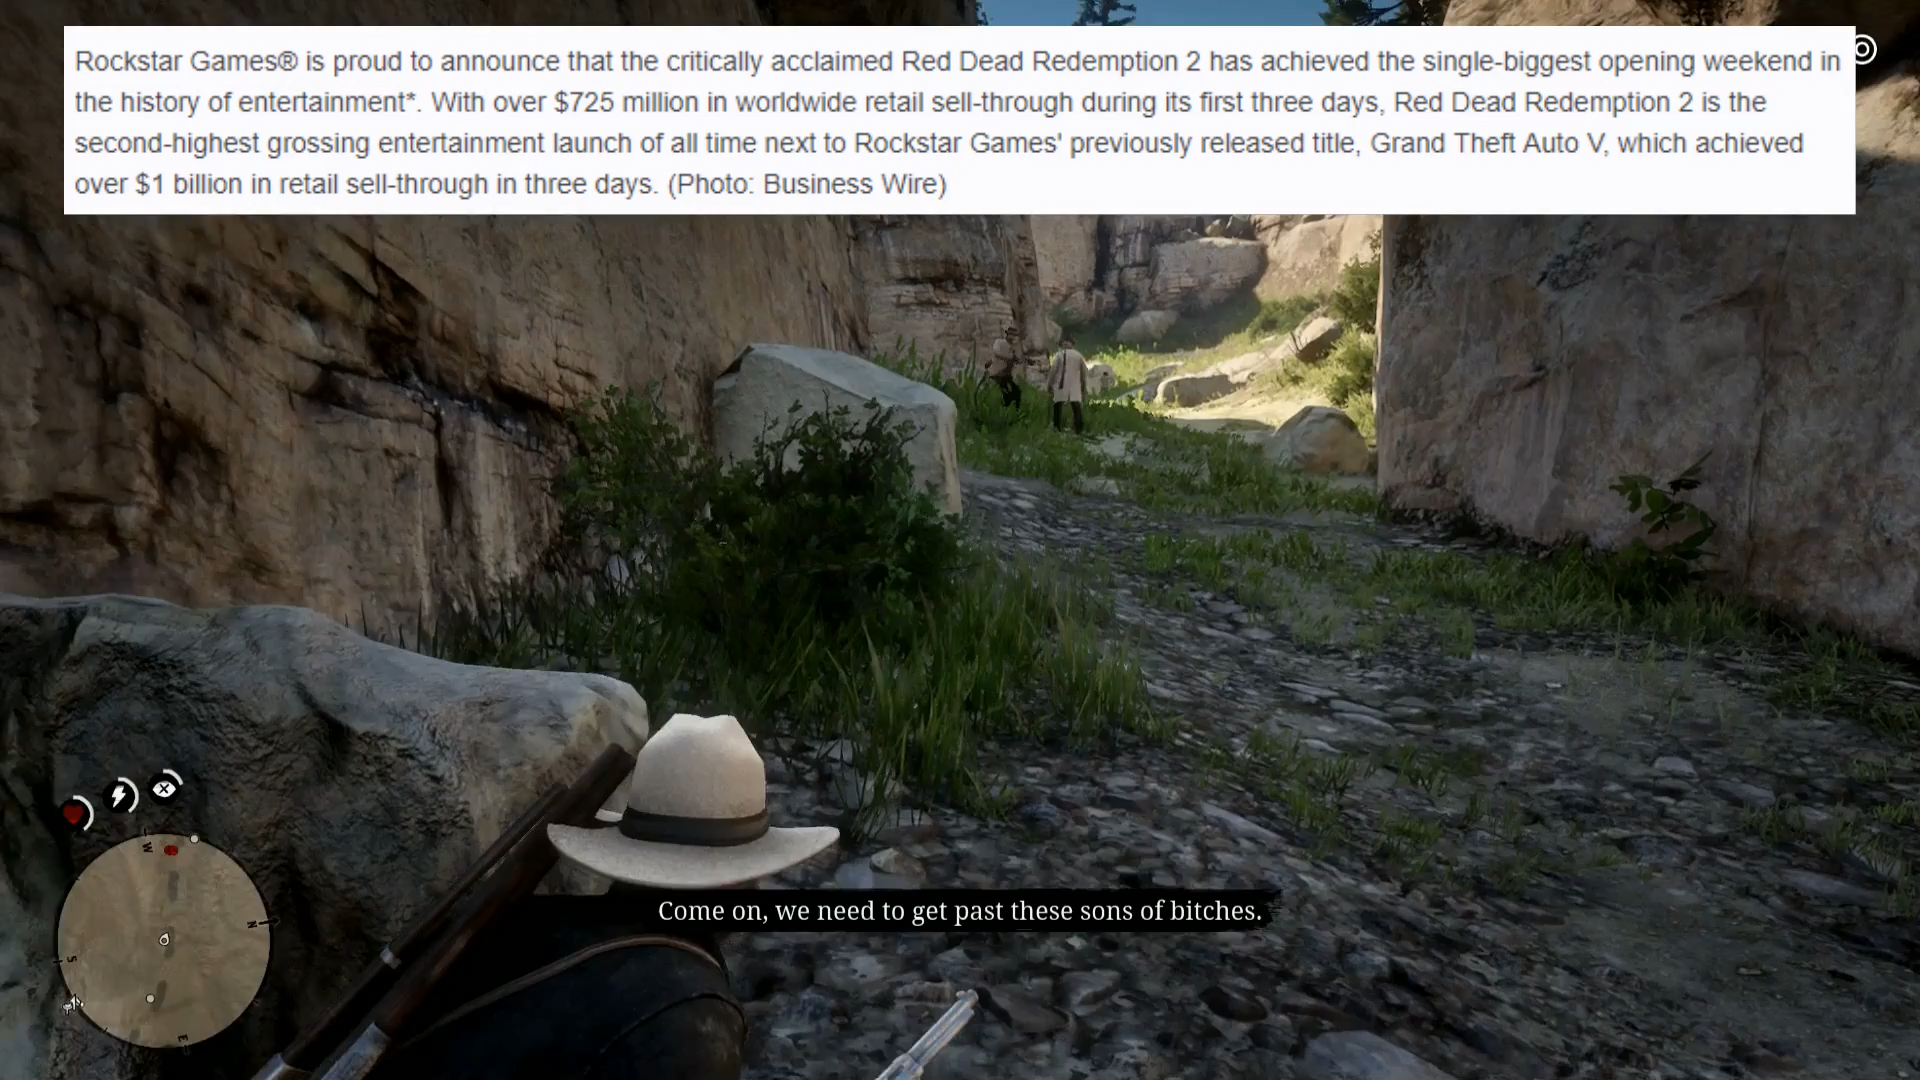 Rockstar Games® is proud to announce that the critically acclaimed Red Dead Redemption 2 has achieved the single-biggest opening weekend in
the history of entertainment*. With over $725 million in worldwide retail sell-through during its first three days, Red Dead Redemption 2 is the
second-highest grossing entertainment launch of all time next to Rockstar Games' previously released title, Grand Theft Auto V, which achieved
over $1 billion in retail sell-through in three days. (Photo: Business Wire)
W
N
S
E
Come on, we need to get past these sons of bitches.